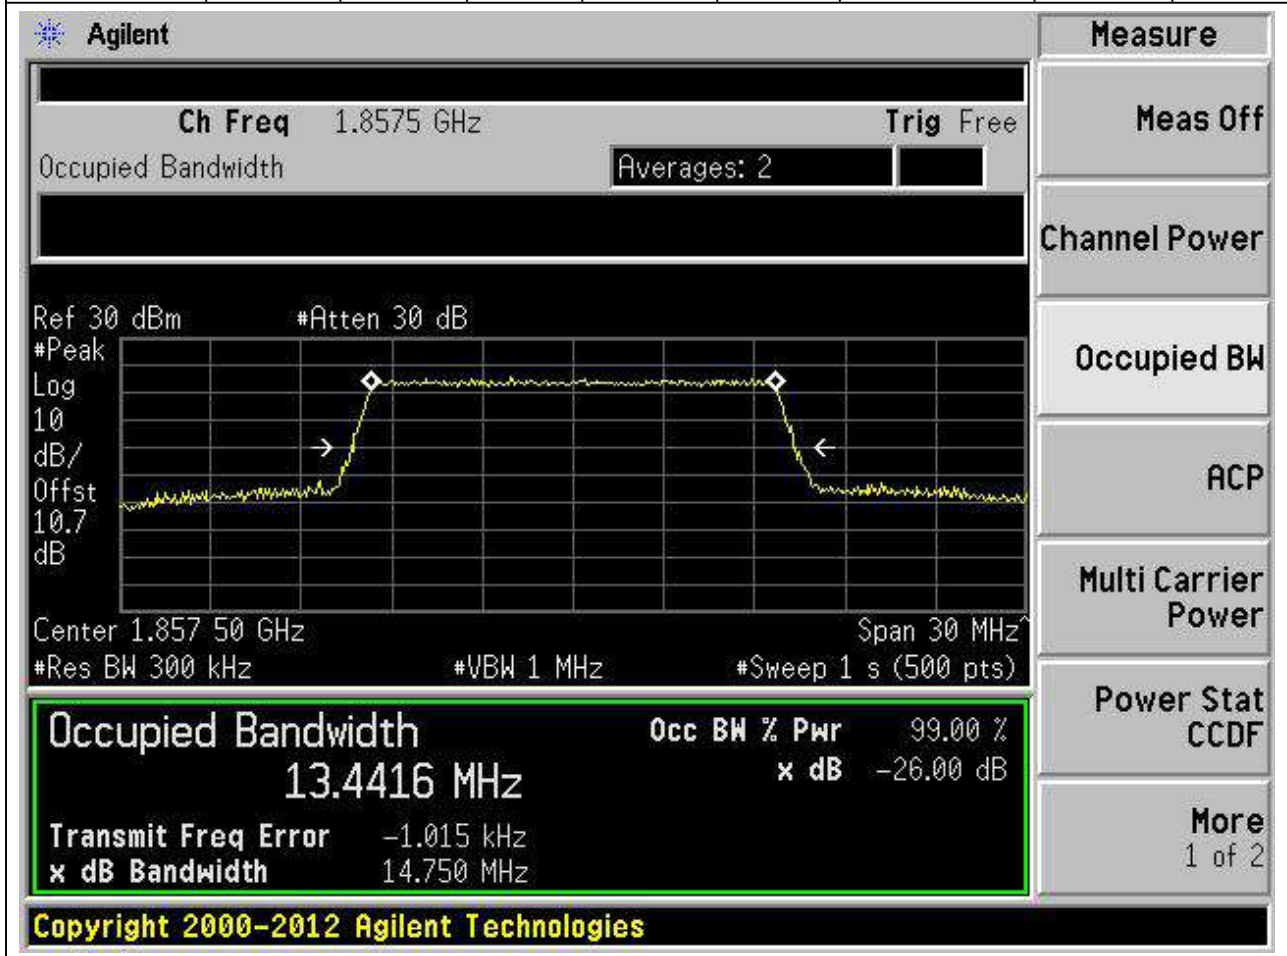 Agilent
Measure
Ch Freq 1.8575 GHz Trig Free
Occupied Bandwidth Averages: 2
Meas Off
Channel Power
Occupied BW
ACP
Multi Carrier
Power
Power Stat
CCDF
More
1 of 2
Ref 30 dBm #Atten 30 dB
#Peak
Log
10
dB/
Offst
10.7
dB
Center 1.857 50 GHz Span 30 MHz^
#Res BW 300 kHz #VBW 1 MHz #Sweep 1 s (500 pts)
Occupied Bandwidth Occ BW % Pwr 99.00 %
13.4416 MHz x dB -26.00 dB
Transmit Freq Error -1.015 kHz
x dB Bandwidth 14.750 MHz
Copyright 2000-2012 Agilent Technologies